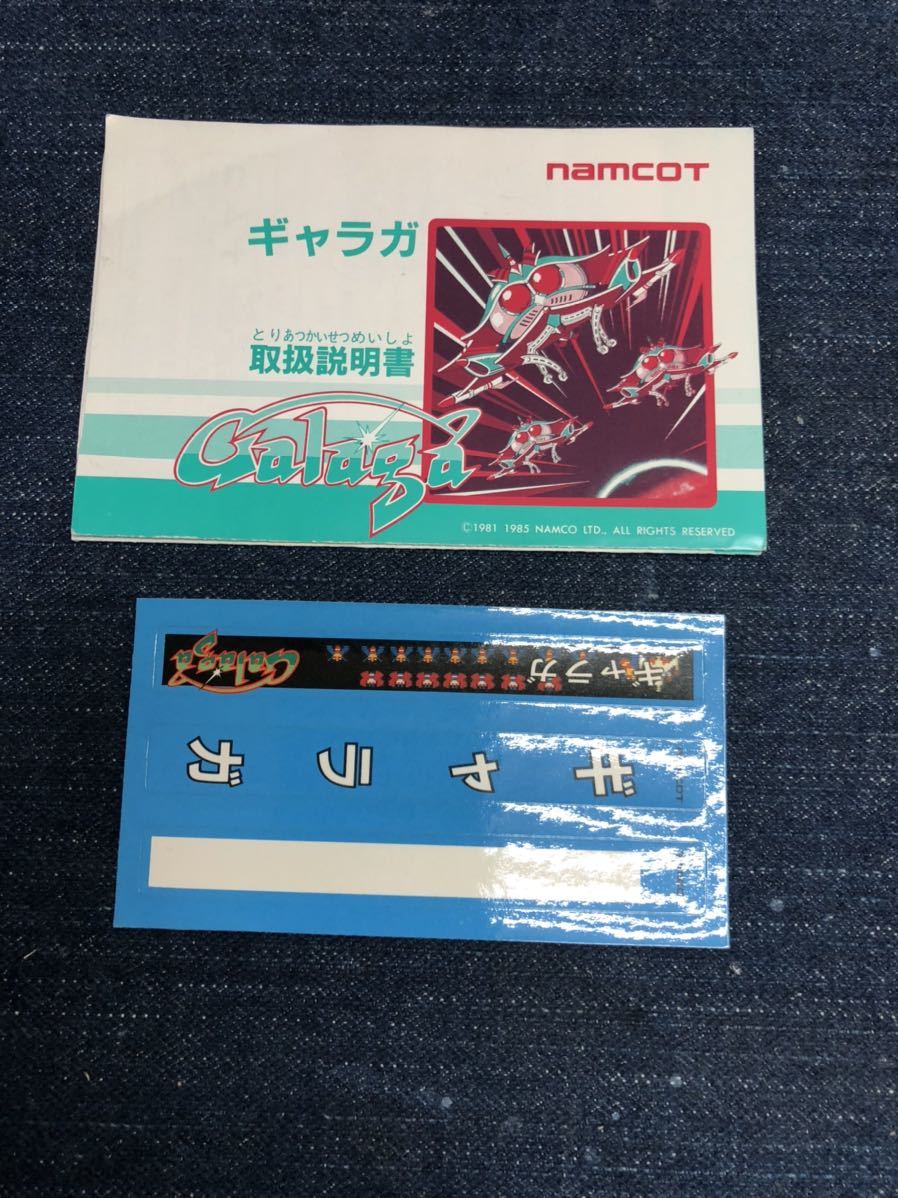 namcot
ギャラガ
とりあつかいせつめいしょ
取扱説明書
Galaga
©1981 1985 NAMCO LTD., ALL RIGHTS RESERVED
Galaga
ギャラガ
ギャラガ